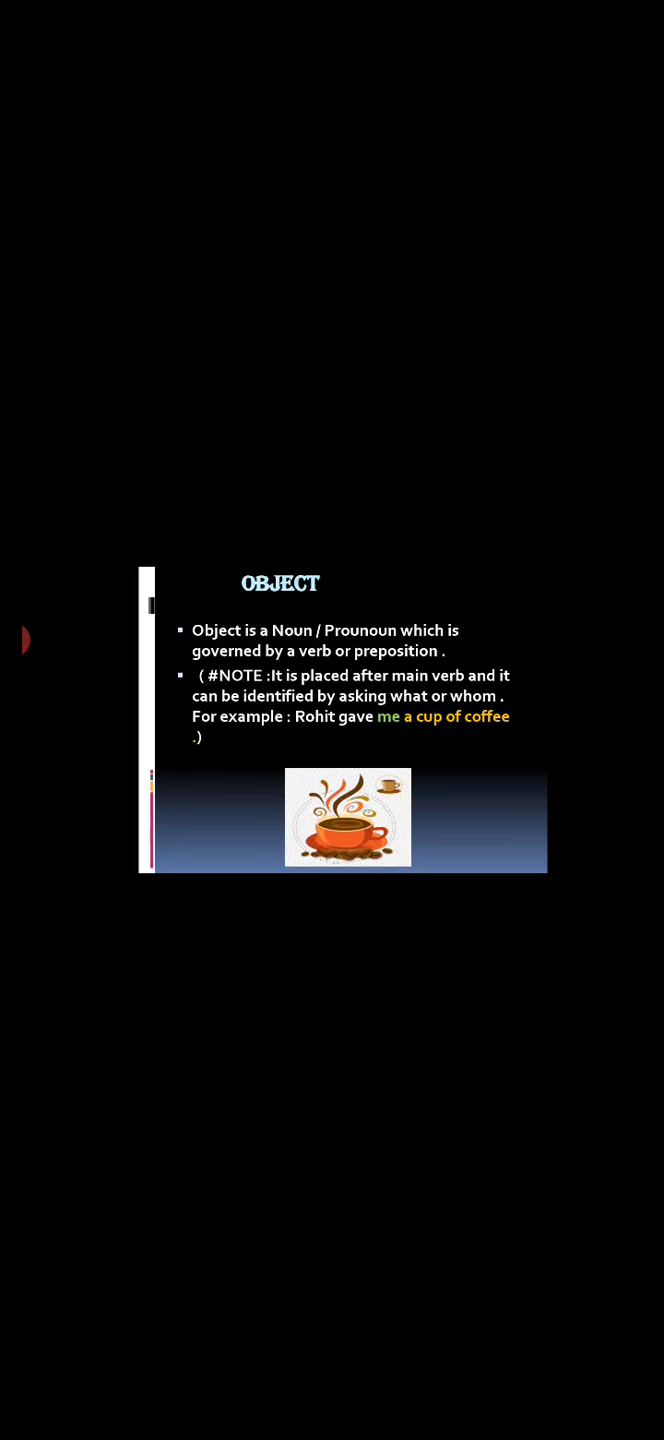 OBJECT
▪ Object is a Noun / Prounoun which is
governed by a verb or preposition .
▪ ( #NOTE :It is placed after main verb and it
can be identified by asking what or whom .
For example : Rohit gave me a cup of coffee
.)